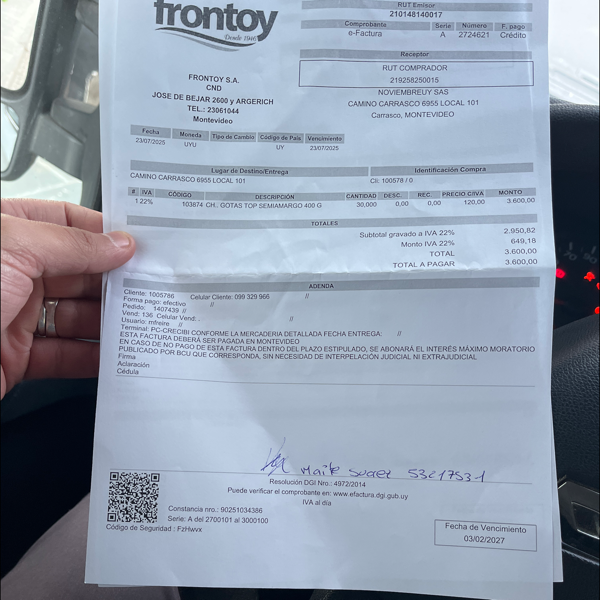 frontoy
Desde 1946
RUT Emisor
210148140017
Comprobante Serie Número F. pago
e-Factura A 2724621 Crédito
Receptor
RUT COMPRADOR
219258250015
NOVIEMBREUY SAS
CAMINO CARRASCO 6955 LOCAL 101
Carrasco, MONTEVIDEO
FRONTOY S.A.
CND
JOSE DE BEJAR 2600 y ARGERICH
TEL.: 23061044
Montevideo
Fecha Moneda Tipo de Cambio Código de Pais Vencimiento
23/07/2025 UYU UY 23/07/2025
Lugar de Destino/Entrega Identificación Compra
CAMINO CARRASCO 6955 LOCAL 101 CII: 100578 / 0
# IVA CÓDIGO DESCRIPCIÓN CANTIDAD DESC. REC. PRECIO C/IVA MONTO
1 22% 103874 CH.. GOTAS TOP SEMIAMARGO 400 G 30,000 0,00 0,00 120,00 3.600,00
TOTALES
Subtotal gravado a IVA 22% 2.950,82
Monto IVA 22% 649,18
TOTAL 3.600,00
TOTAL A PAGAR 3.600,00
ADENDA
Cliente: 1005786 Celular Cliente: 099 329 966 //
Forma pago: efectivo //
Pedido: 1407439 //
Vend: 136 Celular Vend: . //
Usuario: mfreire //
Terminal: PC-CRECIBI CONFORME LA MERCADERIA DETALLADA FECHA ENTREGA: //
ESTA FACTURA DEBERÁ SER PAGADA EN MONTEVIDEO
EN CASO DE NO PAGO DE ESTA FACTURA DENTRO DEL PLAZO ESTIPULADO, SE ABONARÁ EL INTERÉS MÁXIMO MORATORIO
PUBLICADO POR BCU QUE CORRESPONDA, SIN NECESIDAD DE INTERPELACIÓN JUDICIAL NI EXTRAJUDICIAL
Firma
Aclaración
Cédula
Maite Suarez 53617531
Resolución DGI Nro.: 4972/2014
Puede verificar el comprobante en: www.efactura.dgi.gub.uy
IVA al día
Constancia nro.: 90251034386
Serie: A del 2700101 al 3000100
Código de Seguridad : FzHwvx
Fecha de Vencimiento
03/02/2027